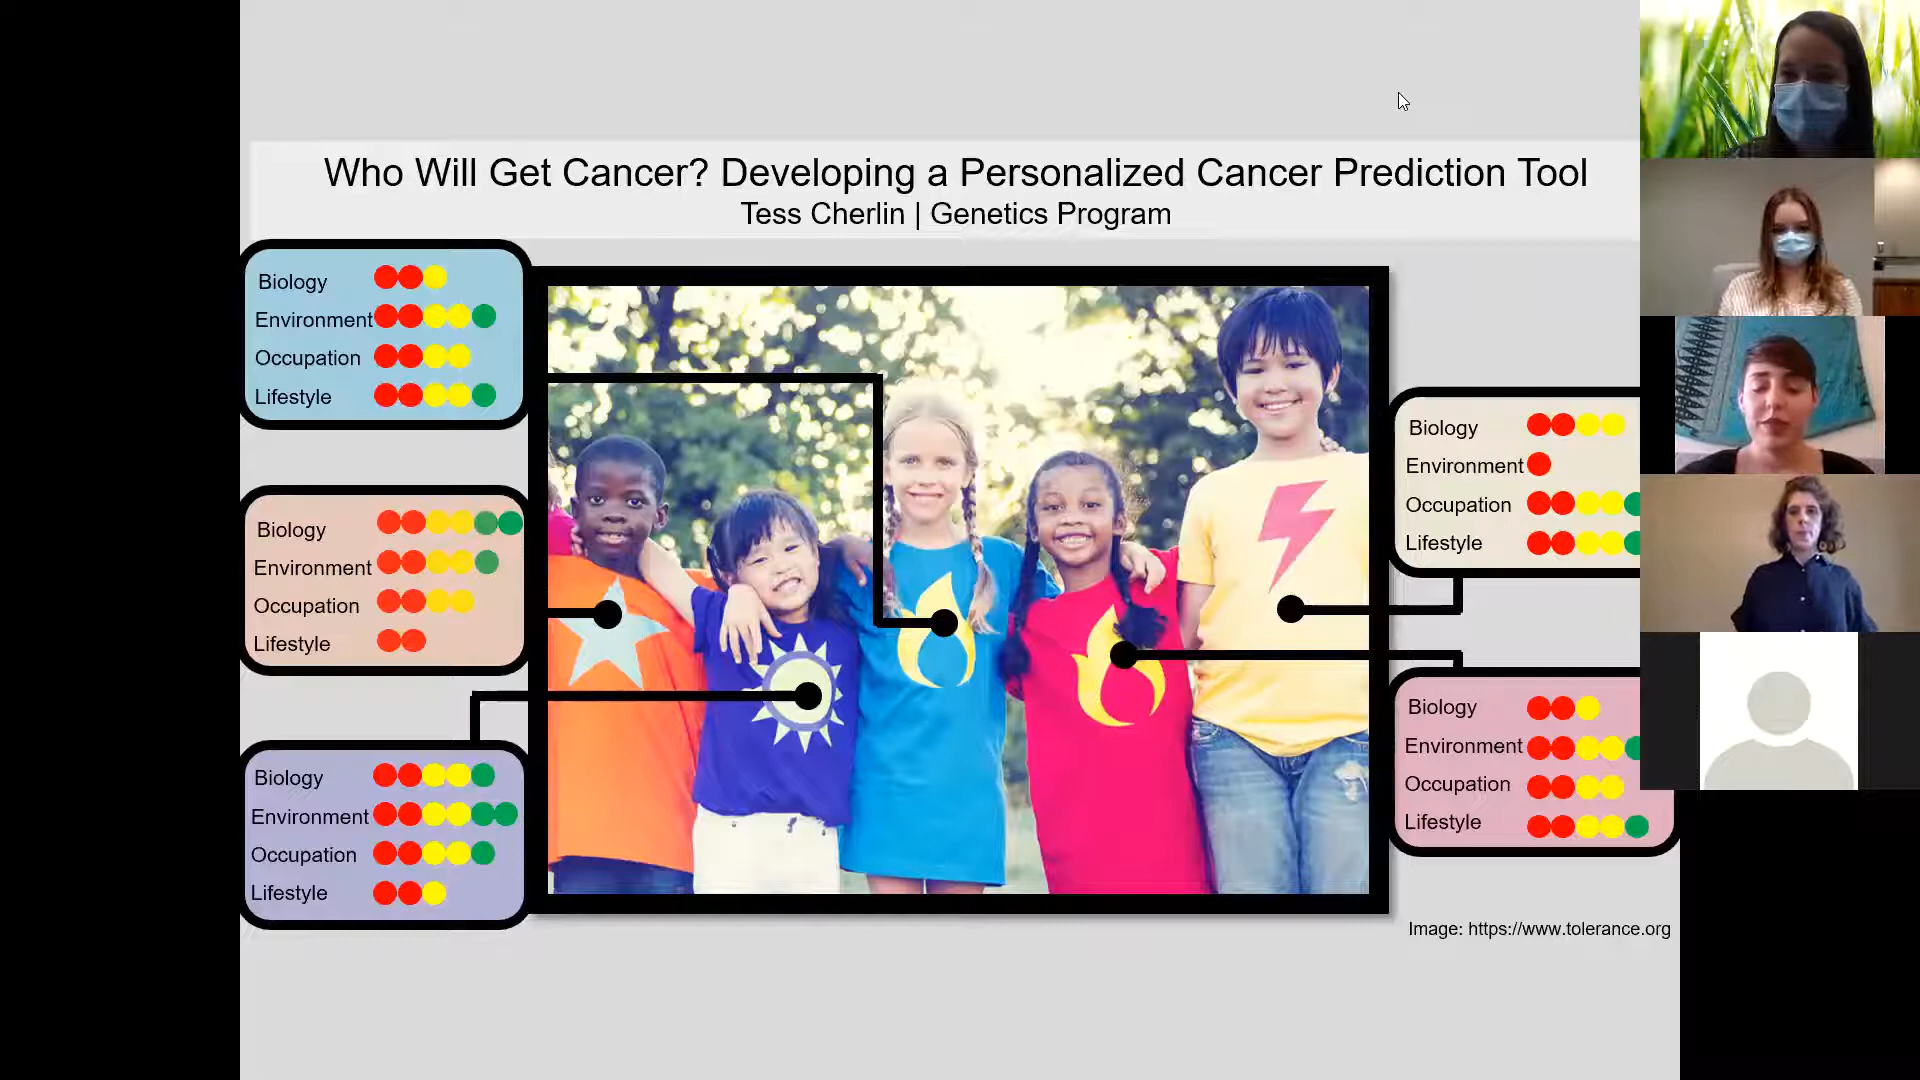 Who Will Get Cancer? Developing a Personalized Cancer Prediction Tool
Tess Cherlin | Genetics Program
Biology
Environment
Occupation
Lifestyle
Biology
Environment
Occupation
Lifestyle
Biology
Environment
Occupation
Lifestyle
Biology
Environment
Occupation
Lifestyle
Biology
Environment
Occupation
Lifestyle
Image: https://www.tolerance.org